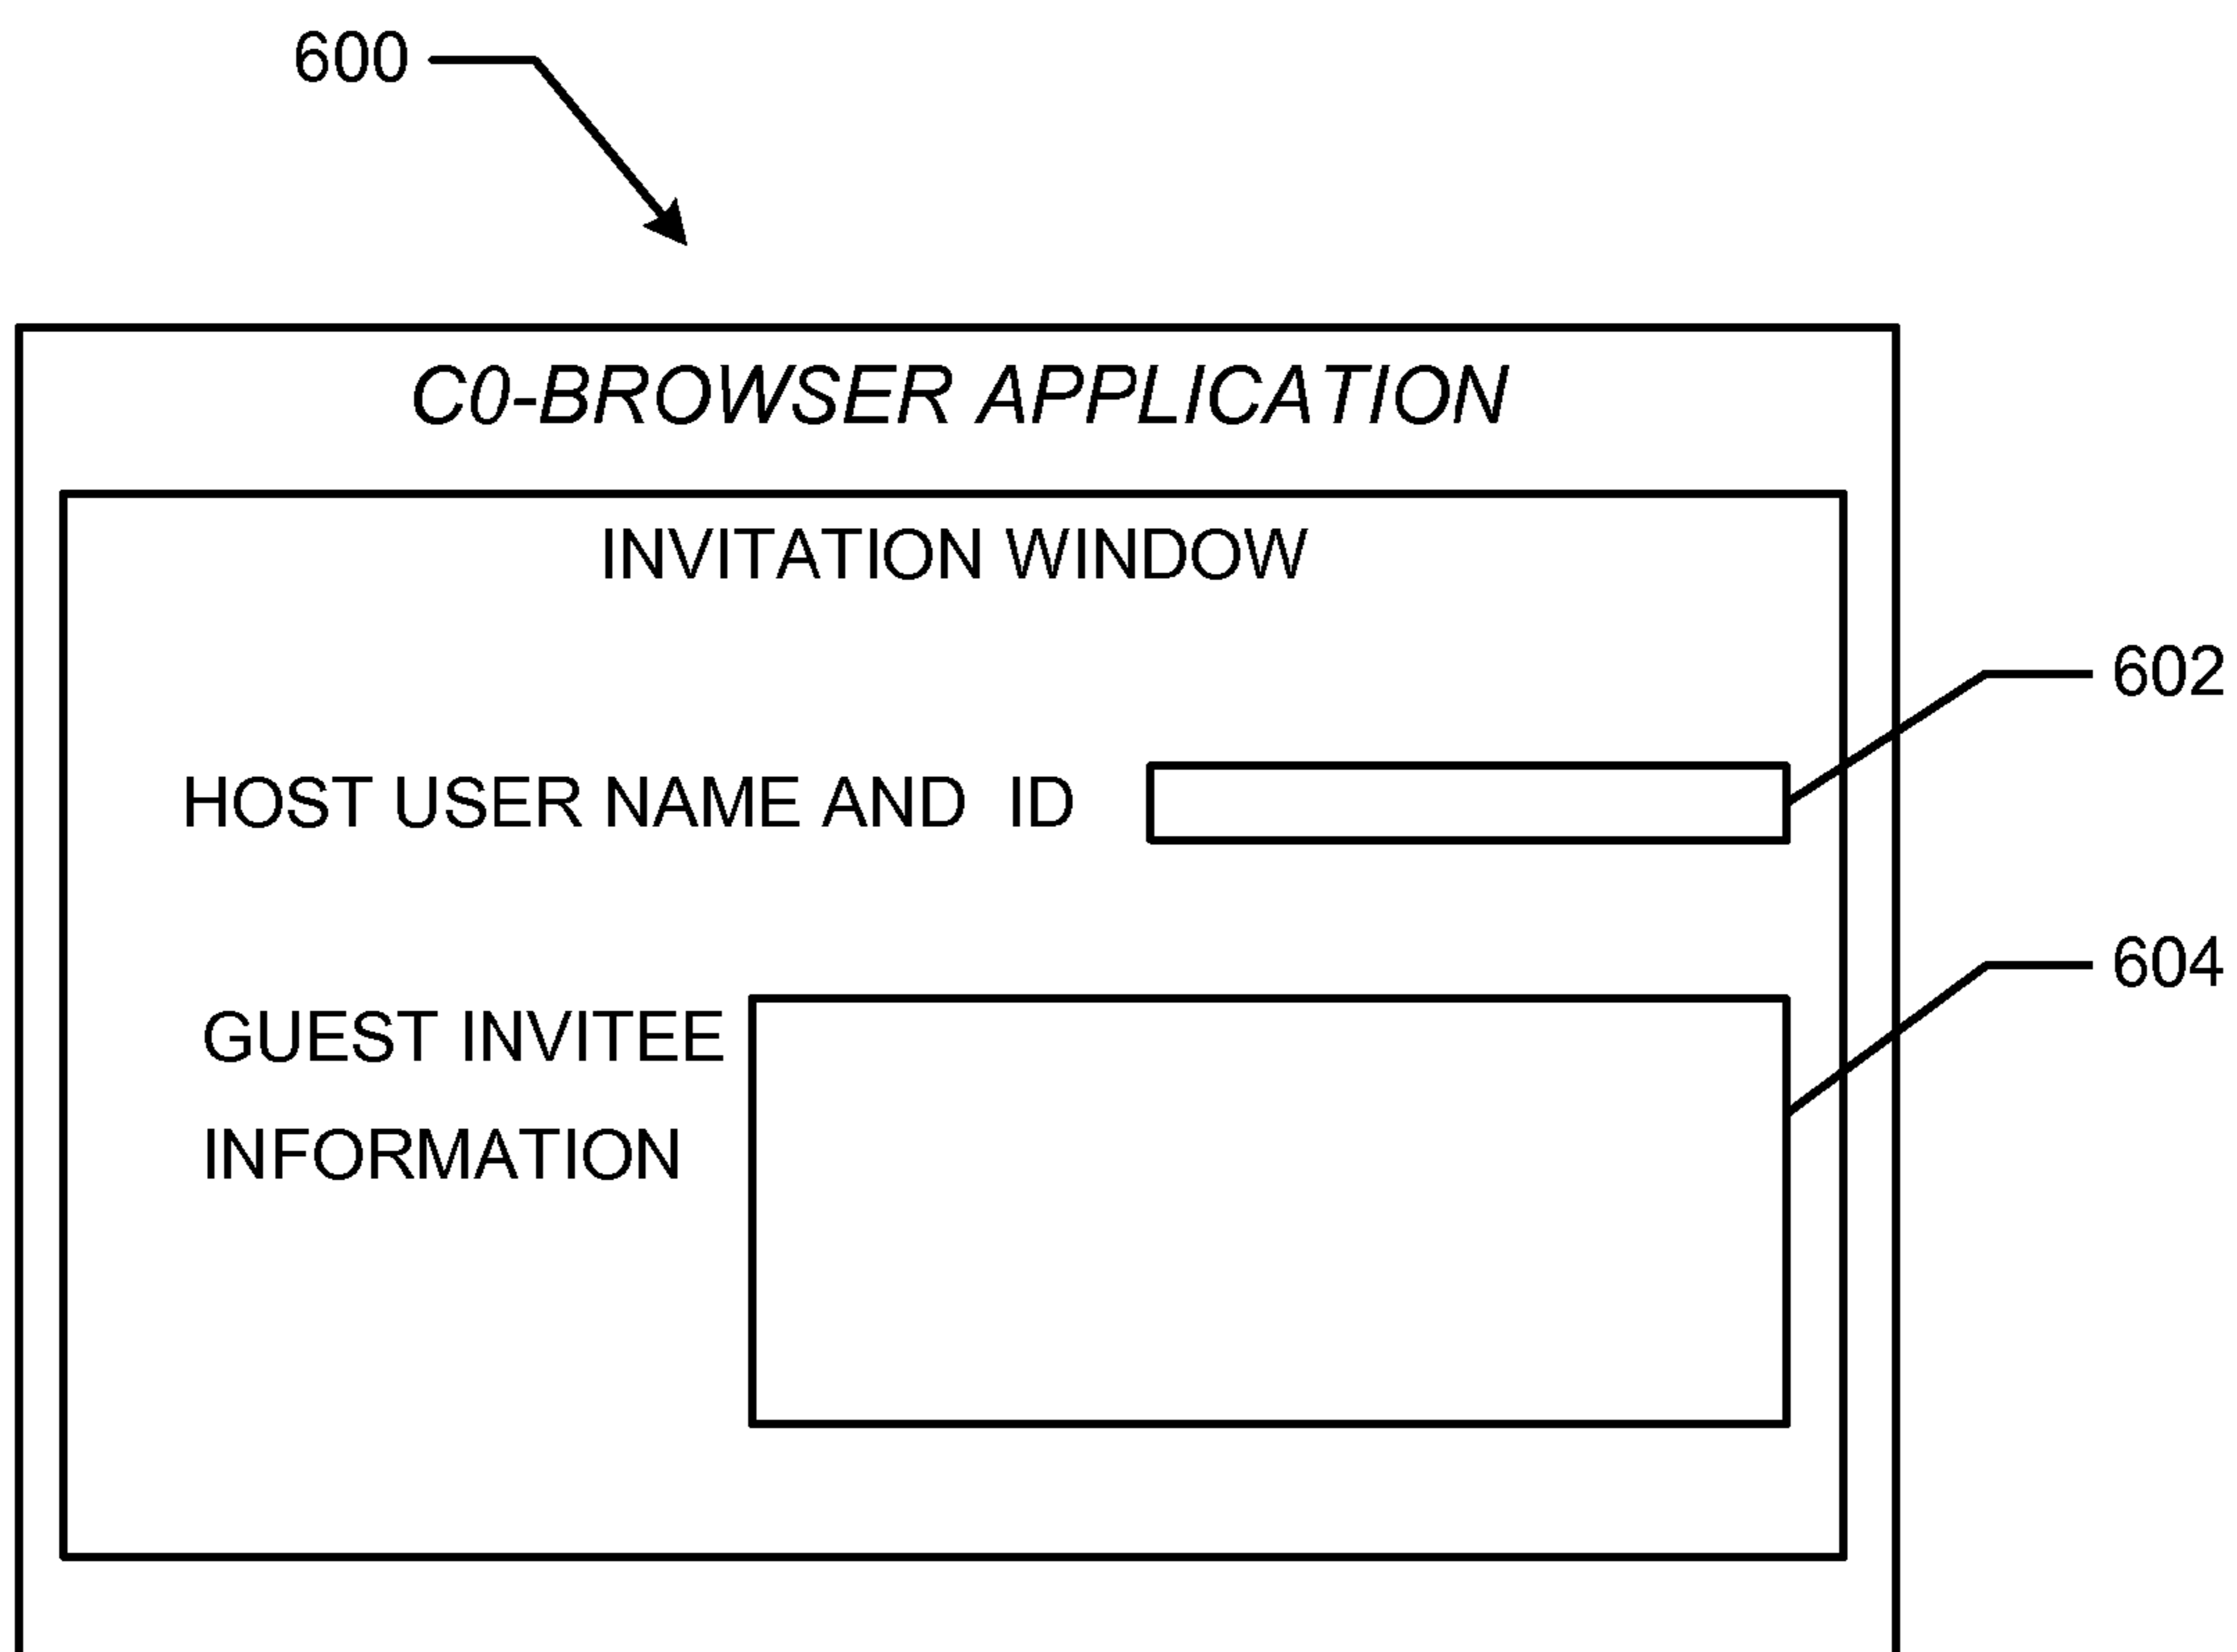 600
C0-BROWSER APPLICATION
INVITATION WINDOW
602
HOST USER NAME AND  ID
604
GUEST INVITEE
INFORMATION